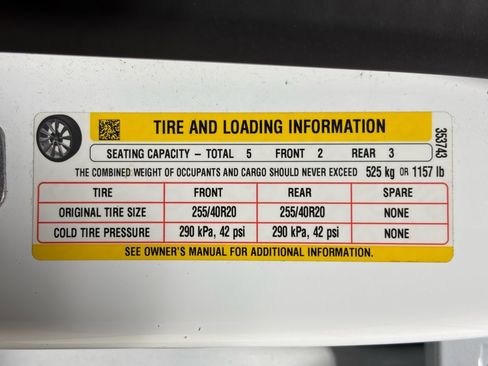 TIRE AND LOADING INFORMATION
35743
SEATING CAPACITY – TOTAL 5 FRONT 2 REAR 3
THE COMBINED WEIGHT OF OCCUPANTS AND CARGO SHOULD NEVER EXCEED 525 kg OR 1157 lb
TIRE FRONT REAR SPARE
ORIGINAL TIRE SIZE 255/40R20 255/40R20 NONE
COLD TIRE PRESSURE 290 kPa, 42 psi 290 kPa, 42 psi NONE
SEE OWNER'S MANUAL FOR ADDITIONAL INFORMATION.